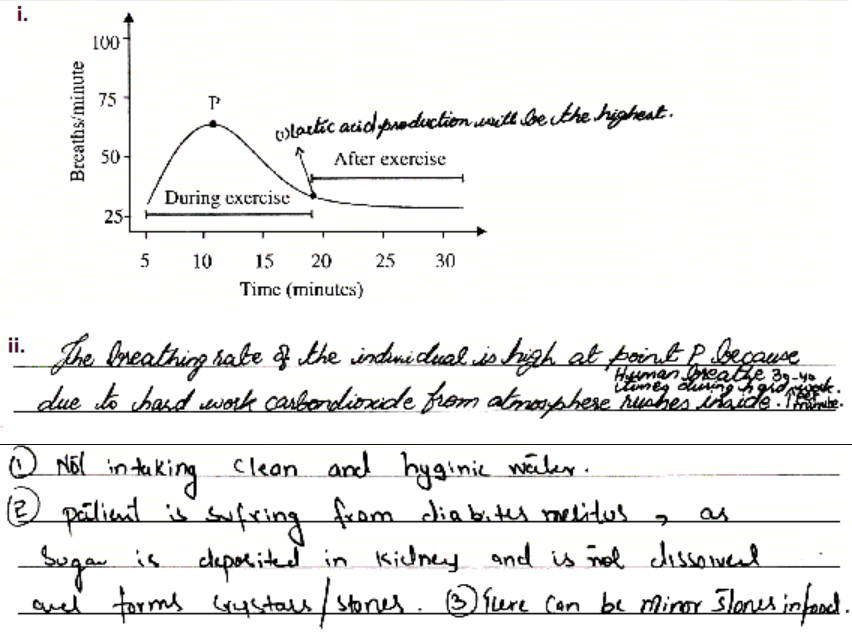 i.
100
75
50
25
Breaths/minute
P
(i) lactic acid production will be the highest.
After exercise
During exercise
5 10 15 20 25 30
Time (minutes)
ii. The breathing rate of the individual is high at point P because
Human breathe 30-40
times during hard work.
per
minute.
due to hard work carbondioxide from atmosphere rushes inside.
① Not intaking clean and hyginic water.
② patient is sufring from diabites melitus, as
Sugar is deposited in kidney and is not dissolved
and forms crystals/stones. ③ There can be minor stones in food.